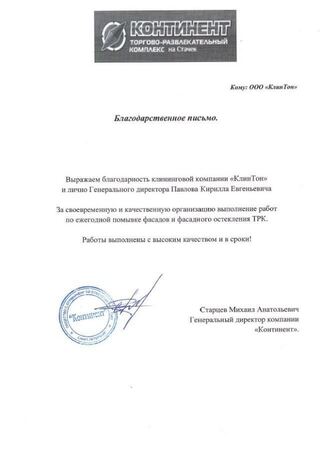 КОНТИНЕНТ
ТОРГОВО-РАЗВЛЕКАТЕЛЬНЫЙ
КОМПЛЕКС на Стачек
Кому: ООО «КлинТон»
Благодарственное письмо.
Выражаем благодарность клининговой компании «КлинТон»
и лично Генерального директора Павлова Кирилла Евгеньевича
За своевременную и качественную организацию выполнение работ
по ежегодной помывке фасадов и фасадного остекления ТРК.
Работы выполнены с высоким качеством и в сроки!
Континент
Старцев Михаил Анатольевич
Генеральный директор компании
«Континент».